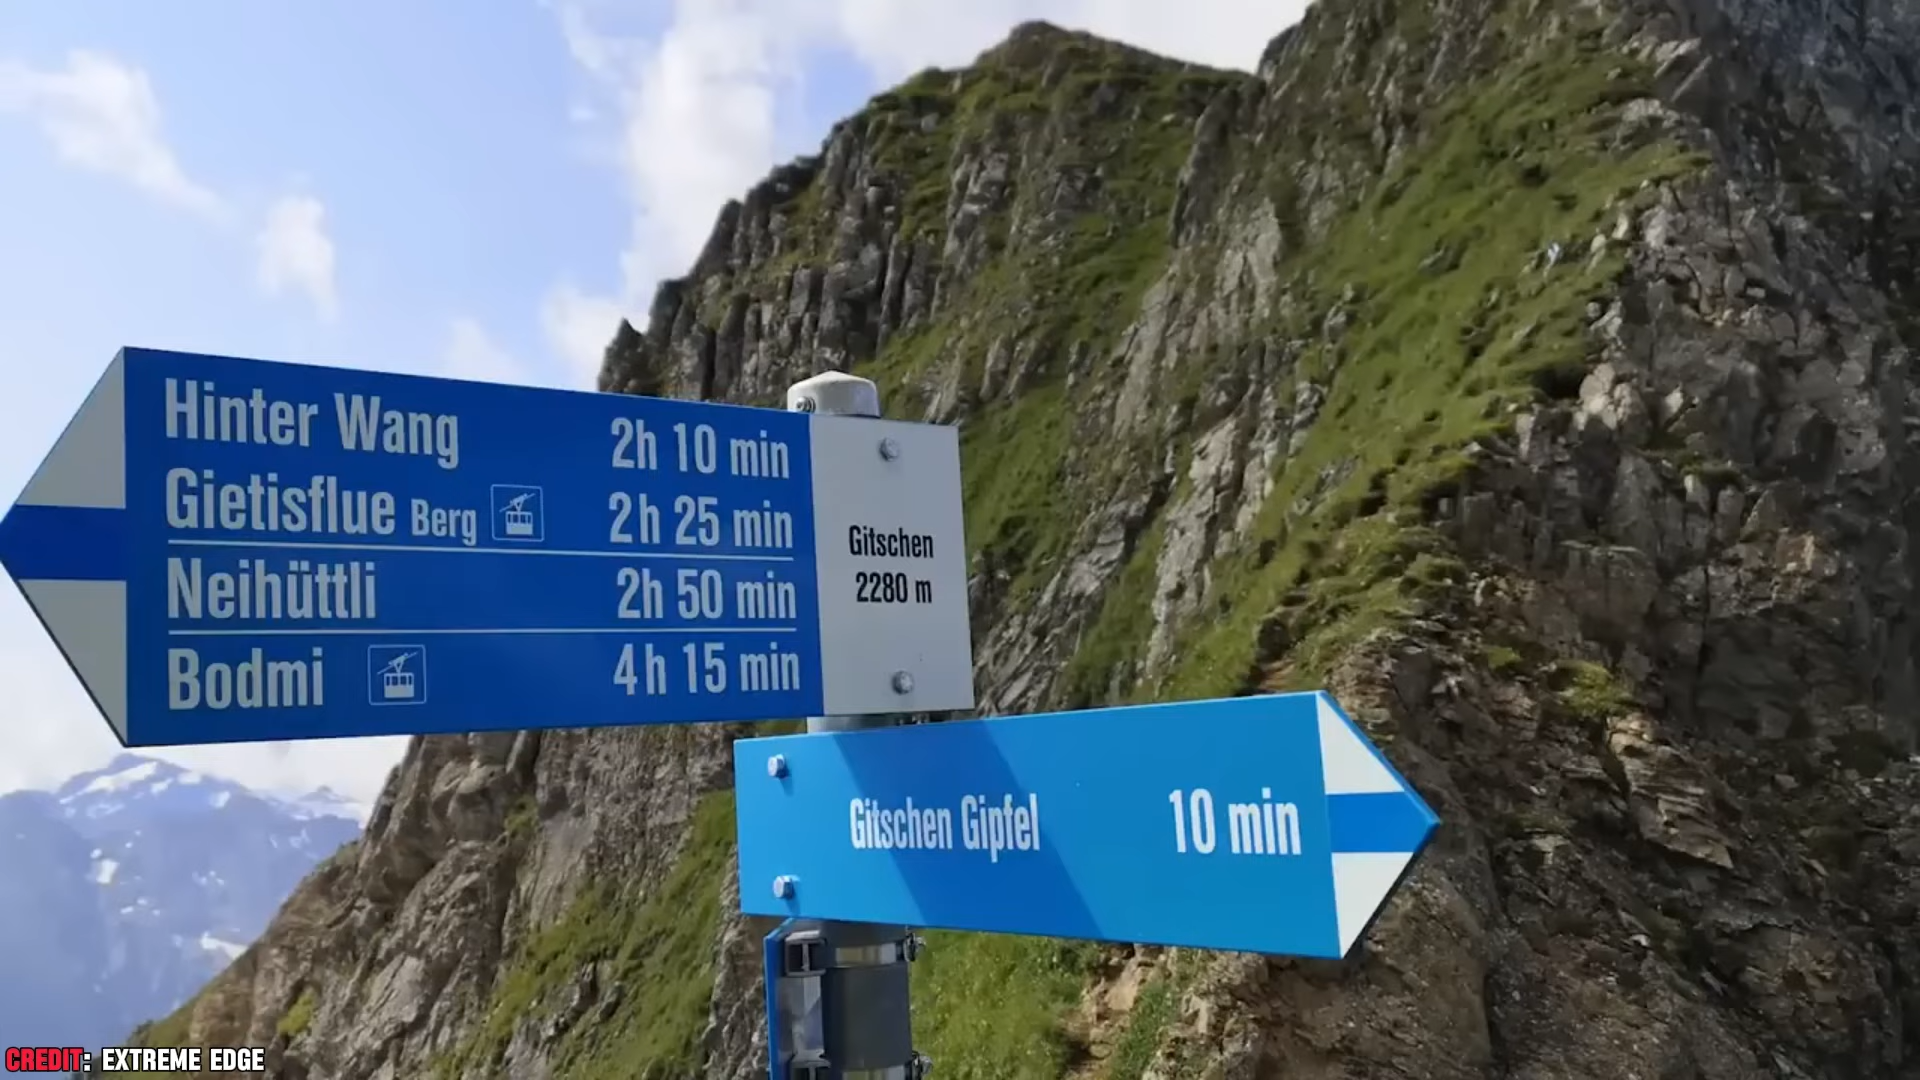 Hinter Wang 2h 10 min
Gietisflue Berg 2h 25 min
Neihüttli 2h 50 min
Bodmi 4h 15 min
Gitschen
2280 m
Gitschen Gipfel 10 min
CREDIT: EXTREME EDGE